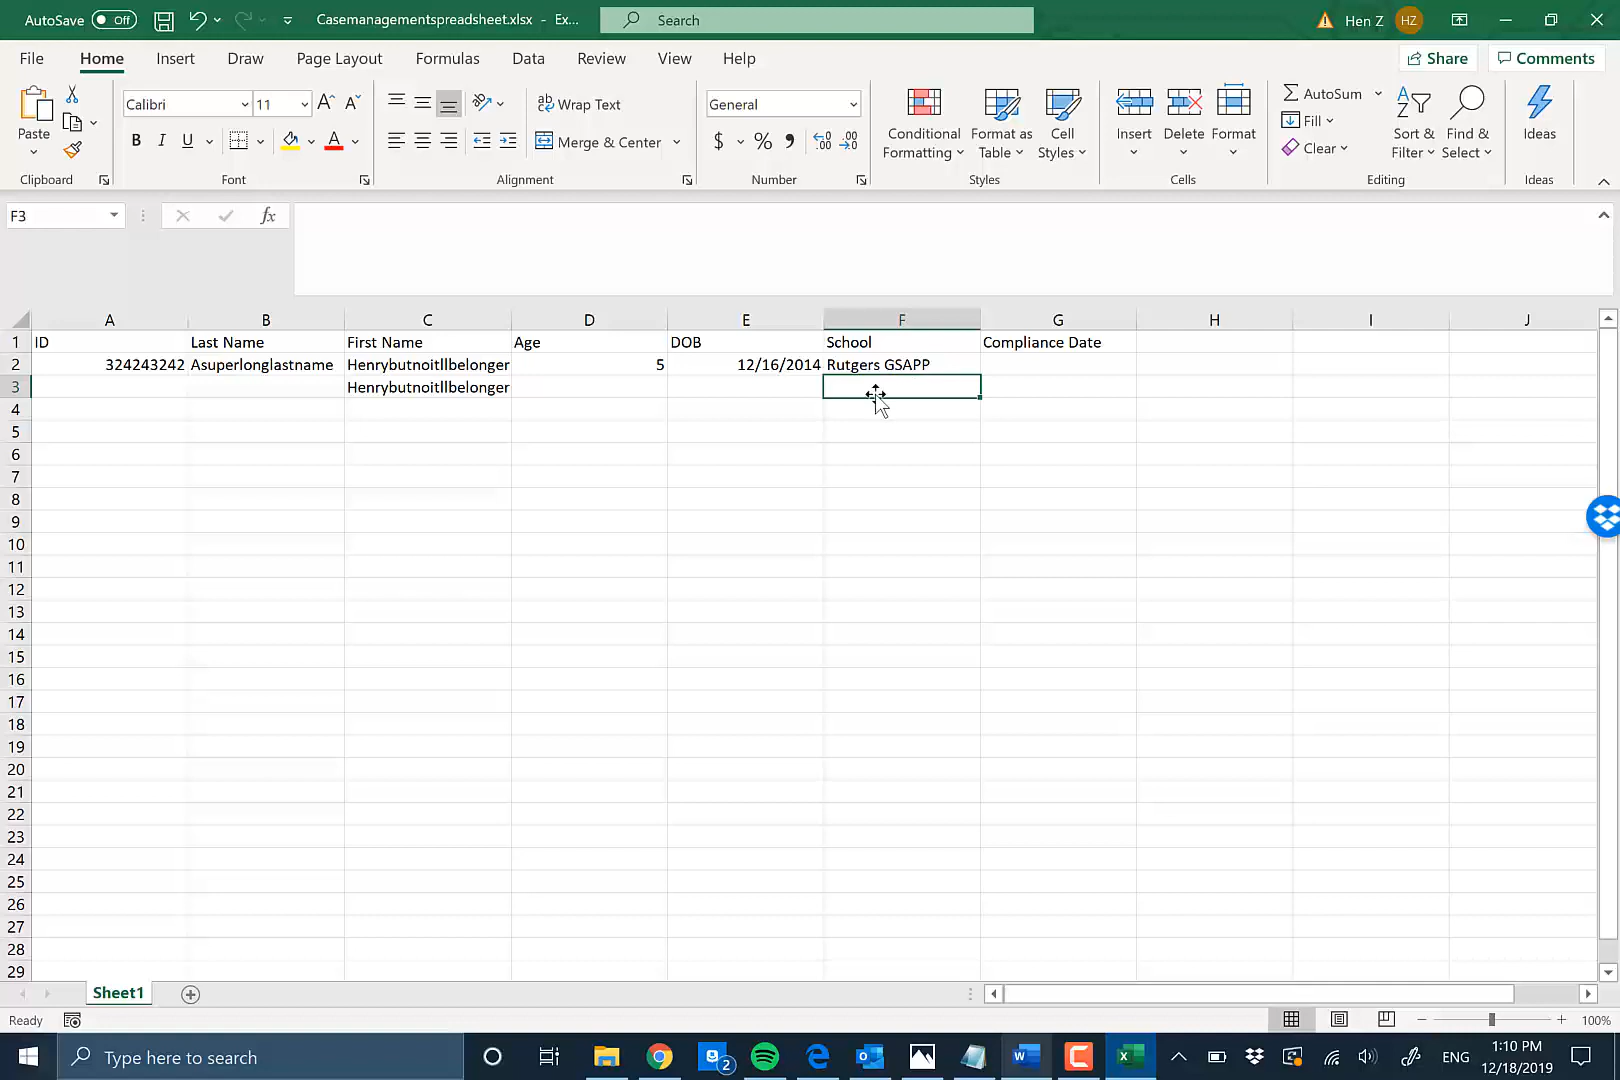 AutoSave Off Casemanagementspreadsheet.xlsx - Ex... Search Hen Z HZ
File Home Insert Draw Page Layout Formulas Data Review View Help Share Comments
Paste Calibri 11 A A ab Wrap Text General Conditional Formatting Format as Table Cell Styles Insert Delete Format AutoSum Fill Clear Sort & Filter Find & Select Ideas
B I U A Merge & Center $ % 9 .00 .00
Clipboard Font Alignment Number Styles Cells Editing Ideas
F3 fx
A B C D E F G H I J
1 ID Last Name First Name Age DOB School Compliance Date
2 324243242 Asuperlonglastname Henrybutnoitllbelonger 5 12/16/2014 Rutgers GSAPP
3 Henrybutnoitllbelonger
4
5
6
7
8
9
10
11
12
13
14
15
16
17
18
19
20
21
22
23
24
25
26
27
28
29
Sheet1
Ready 100%
Type here to search 2 ENG 1:10 PM
12/18/2019